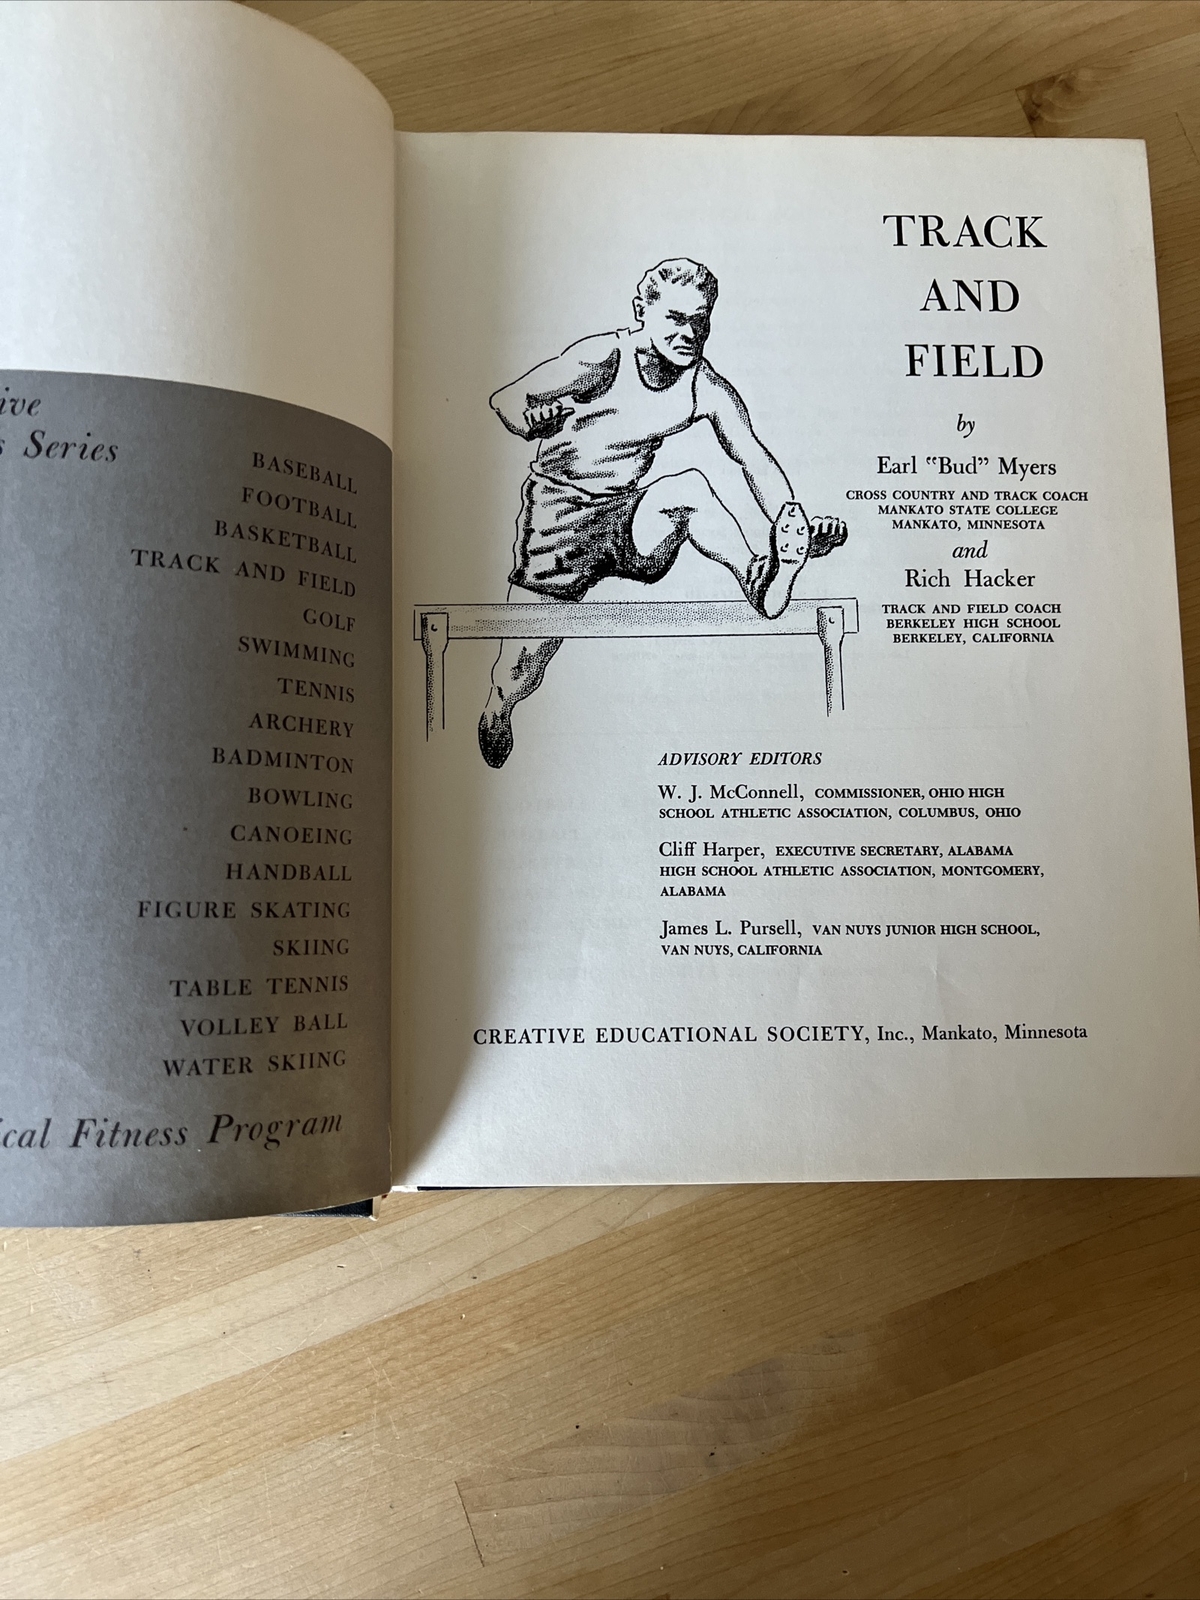 Series
BASEBALL
FOOTBALL
BASKETBALL
TRACK AND FIELD
GOLF
SWIMMING
TENNIS
ARCHERY
BADMINTON
BOWLING
CANOEING
HANDBALL
FIGURE SKATING
SKIING
TABLE TENNIS
VOLLEY BALL
WATER SKIING
Fitness Program
TRACK
AND
FIELD
by
Earl "Bud" Myers
CROSS COUNTRY AND TRACK COACH
MANKATO STATE COLLEGE
MANKATO, MINNESOTA
and
Rich Hacker
TRACK AND FIELD COACH
BERKELEY HIGH SCHOOL
BERKELEY, CALIFORNIA
ADVISORY EDITORS
W. J. McConnell, COMMISSIONER, OHIO HIGH
SCHOOL ATHLETIC ASSOCIATION, COLUMBUS, OHIO
Cliff Harper, EXECUTIVE SECRETARY, ALABAMA
HIGH SCHOOL ATHLETIC ASSOCIATION, MONTGOMERY,
ALABAMA
James L. Pursell, VAN NUYS JUNIOR HIGH SCHOOL,
VAN NUYS, CALIFORNIA
CREATIVE EDUCATIONAL SOCIETY, Inc., Mankato, Minnesota